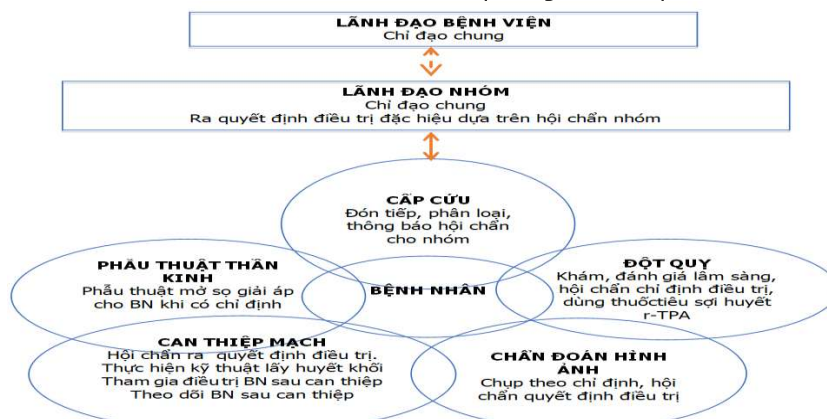 LÃNH ĐẠO BỆNH VIỆN
Chỉ đạo chung
LÃNH ĐẠO NHÓM
Chỉ đạo chung
Ra quyết định điều trị đặc hiệu dựa trên hội chẩn nhóm
CẤP CỨU
Đón tiếp, phân loại,
thông báo hội chẩn
cho nhóm
PHẪU THUẬT THẦN
KINH
Phẫu thuật mở sọ giải áp
cho BN khi có chỉ định
BỆNH NHÂN
ĐỘT QUỴ
Khám, đánh giá lâm sàng,
hội chẩn chỉ định điều trị,
dùng thuốctiêu sợi huyết
r-TPA
CAN THIỆP MẠCH
Hội chẩn ra quyết định điều trị.
Thực hiện kỹ thuật lấy huyết khối
Tham gia điều trị BN sau can thiệp
Theo dõi BN sau can thiệp
CHẨN ĐOÁN HÌNH
ẢNH
Chụp theo chỉ định, hội
chẩn quyết định điều trị